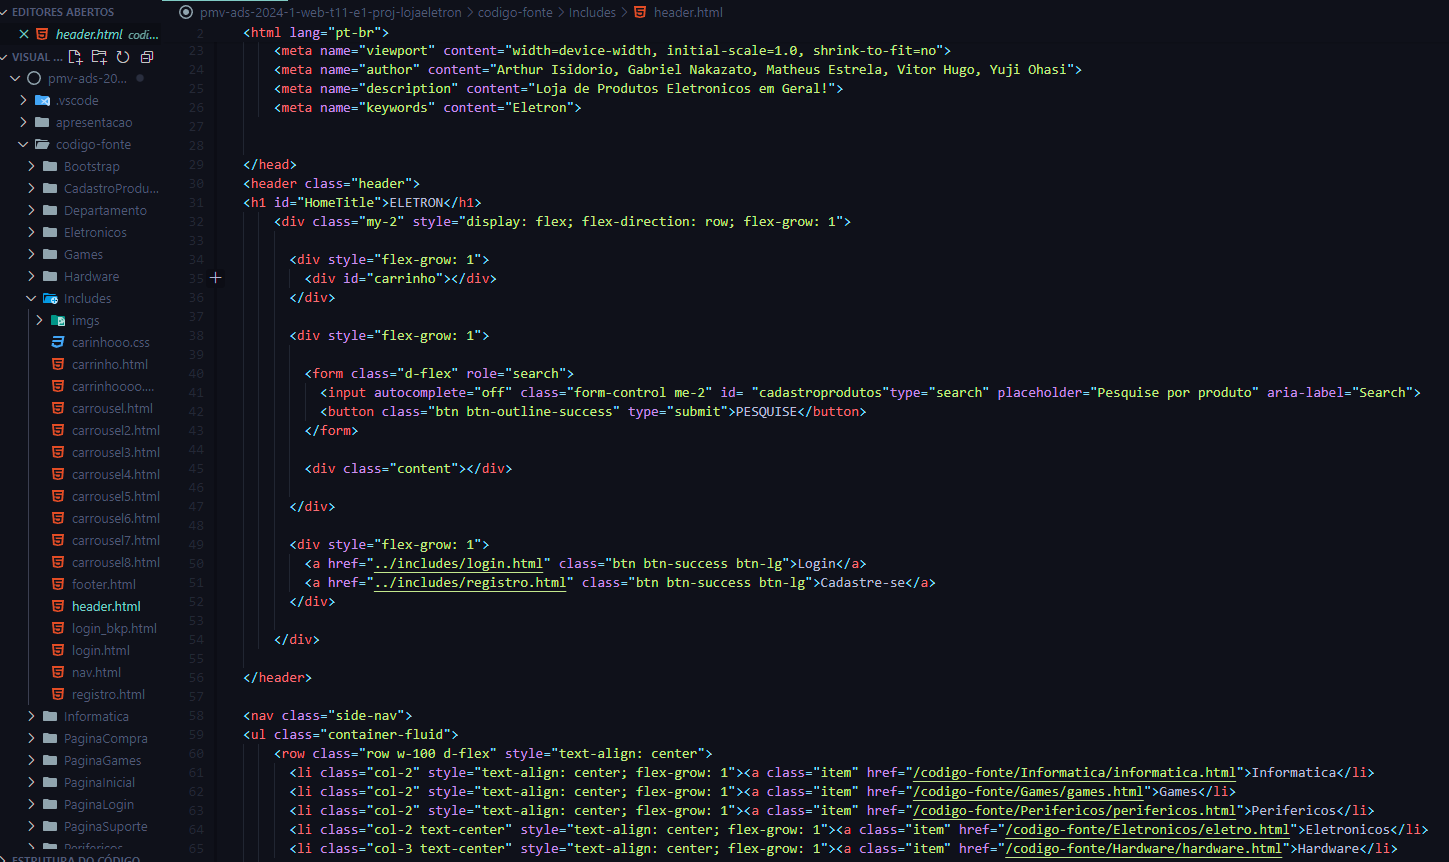 EDITORES ABERTOS
header.html codi...
VISUAL ...
pmv-ads-20...
.vscode
apresentacao
codigo-fonte
Bootstrap
CadastroProdu...
Departamento
Eletronicos
Games
Hardware
Includes
imgs
carinhooo.css
carrinho.html
carrinhoooo....
carrousel.html
carrousel2.html
carrousel3.html
carrousel4.html
carrousel5.html
carrousel6.html
carrousel7.html
carrousel8.html
footer.html
header.html
login_bkp.html
login.html
nav.html
registro.html
Informatica
PaginaCompra
PaginaGames
PaginaInicial
PaginaLogin
PaginaSuporte
Perifericos
ESTRUTURA DO CÓDIGO
pmv-ads-2024-1-web-t11-e1-proj-lojaeletron > codigo-fonte > Includes > header.html
2 <html lang="pt-br">
23 <meta name="viewport" content="width=device-width, initial-scale=1.0, shrink-to-fit=no">
24 <meta name="author" content="Arthur Isidorio, Gabriel Nakazato, Matheus Estrela, Vitor Hugo, Yuji Ohasi">
25 <meta name="description" content="Loja de Produtos Eletronicos em Geral!">
26 <meta name="keywords" content="Eletron">
27
28
29 </head>
30 <header class="header">
31 <h1 id="HomeTitle">ELETRON</h1>
32 <div class="my-2" style="display: flex; flex-direction: row; flex-grow: 1">
33
34 <div style="flex-grow: 1">
35 <div id="carrinho"></div>
36 </div>
37
38 <div style="flex-grow: 1">
39
40 <form class="d-flex" role="search">
41 <input autocomplete="off" class="form-control me-2" id= "cadastroprodutos"type="search" placeholder="Pesquise por produto" aria-label="Search">
42 <button class="btn btn-outline-success" type="submit">PESQUISE</button>
43 </form>
44
45 <div class="content"></div>
46
47 </div>
48
49 <div style="flex-grow: 1">
50 <a href="../includes/login.html" class="btn btn-success btn-lg">Login</a>
51 <a href="../includes/registro.html" class="btn btn-success btn-lg">Cadastre-se</a>
52 </div>
53
54 </div>
55
56 </header>
57
58 <nav class="side-nav">
59 <ul class="container-fluid">
60 <row class="row w-100 d-flex" style="text-align: center">
61 <li class="col-2" style="text-align: center; flex-grow: 1"><a class="item" href="/codigo-fonte/Informatica/informatica.html">Informatica</li>
62 <li class="col-2" style="text-align: center; flex-grow: 1"><a class="item" href="/codigo-fonte/Games/games.html">Games</li>
63 <li class="col-2" style="text-align: center; flex-grow: 1"><a class="item" href="/codigo-fonte/Perifericos/perifericos.html">Perifericos</li>
64 <li class="col-2 text-center" style="text-align: center; flex-grow: 1"><a class="item" href="/codigo-fonte/Eletronicos/eletro.html">Eletronicos</li>
65 <li class="col-3 text-center" style="text-align: center; flex-grow: 1"><a class="item" href="/codigo-fonte/Hardware/hardware.html">Hardware</li>